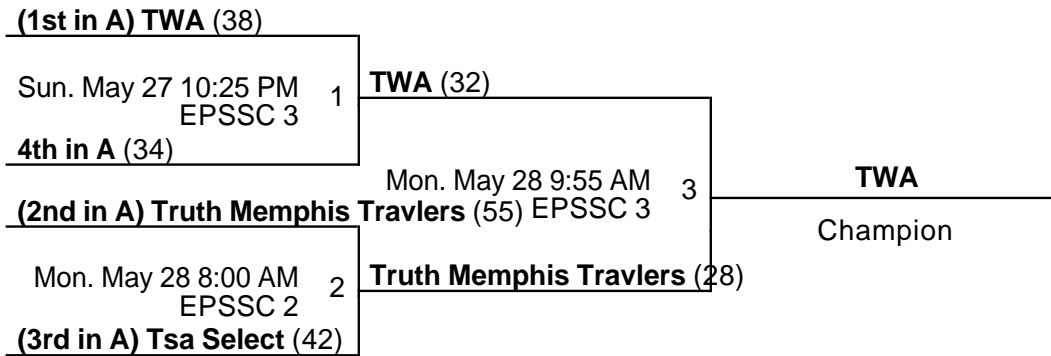 (1st in A) TWA (38)
Sun. May 27 10:25 PM
EPSSC 3
1
4th in A (34)
TWA (32)
(2nd in A) Truth Memphis Travlers (55)
Mon. May 28 8:00 AM
EPSSC 2
2
(3rd in A) Tsa Select (42)
Mon. May 28 9:55 AM
EPSSC 3
3
Truth Memphis Travlers (28)
TWA
Champion